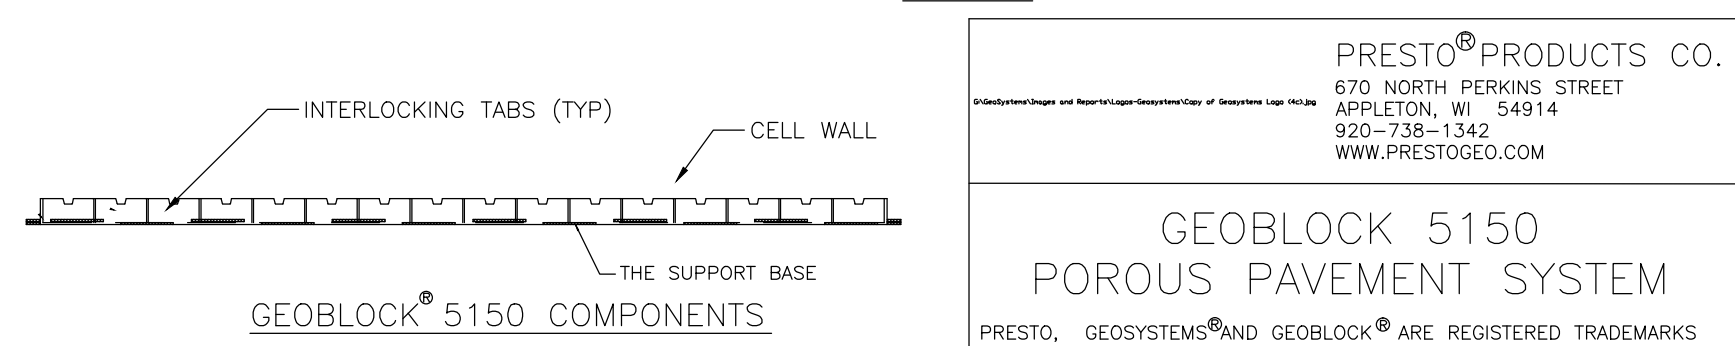 INTERLOCKING TABS (TYP)
CELL WALL
THE SUPPORT BASE
GEOBLOCK® 5150 COMPONENTS
G:\GeoSystems\Images and Reports\Logos-Geosystems\Copy of Geosystems Logo (4c).jpg
PRESTO® PRODUCTS CO.
670 NORTH PERKINS STREET
APPLETON, WI 54914
920-738-1342
WWW.PRESTOGEO.COM
GEOBLOCK 5150
POROUS PAVEMENT SYSTEM
PRESTO, GEOSYSTEMS® AND GEOBLOCK® ARE REGISTERED TRADEMARKS